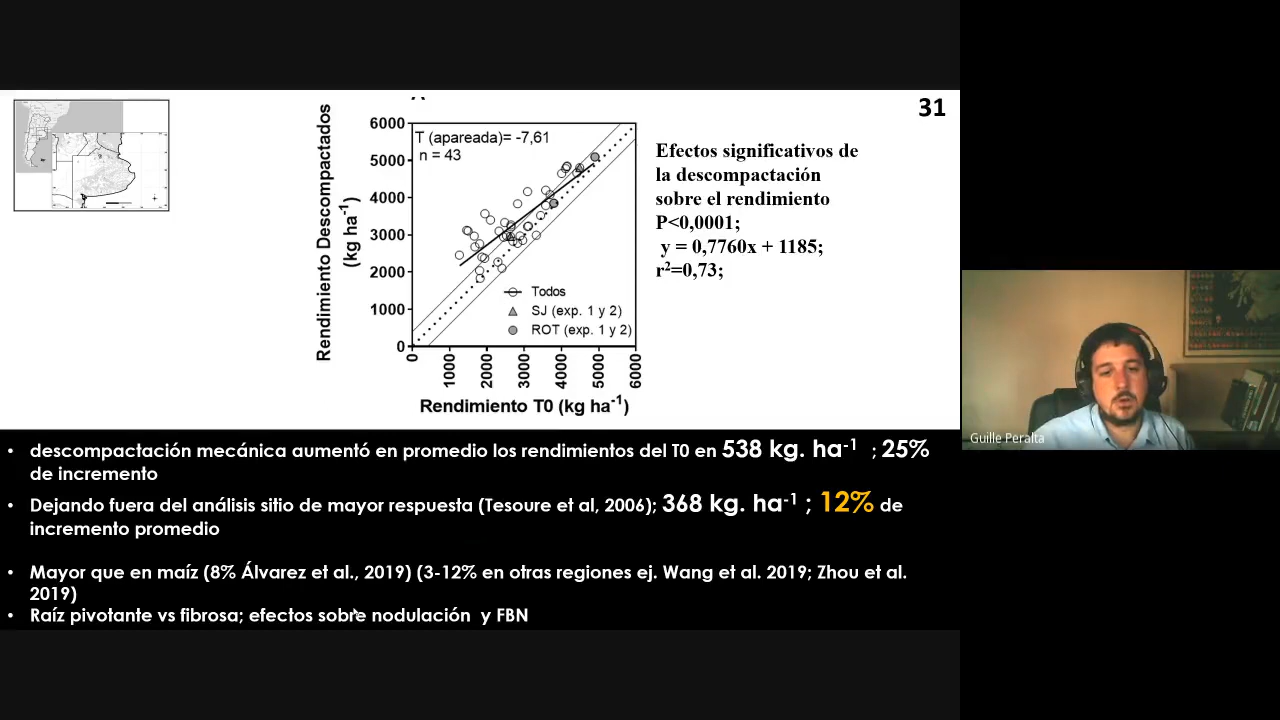 31
Rendimiento Descompactados
(kg ha⁻¹)
6000
5000
4000
3000
2000
1000
0
T (apareada)= -7,61
n = 43
Todos
SJ (exp. 1 y 2)
ROT (exp. 1 y 2)
0
1000
2000
3000
4000
5000
6000
Rendimiento T0 (kg ha⁻¹)
Efectos significativos de
la descompactación
sobre el rendimiento
P<0,0001;
y = 0,7760x + 1185;
r²=0,73;
• descompactación mecánica aumentó en promedio los rendimientos del T0 en 538 kg. ha⁻¹ ; 25%
de incremento
• Dejando fuera del análisis sitio de mayor respuesta (Tesoure et al, 2006); 368 kg. ha⁻¹ ; 12% de
incremento promedio
• Mayor que en maíz (8% Álvarez et al., 2019) (3-12% en otras regiones ej. Wang et al. 2019; Zhou et al.
2019)
• Raíz pivotante vs fibrosa; efectos sobre nodulación y FBN
Guille Peralta